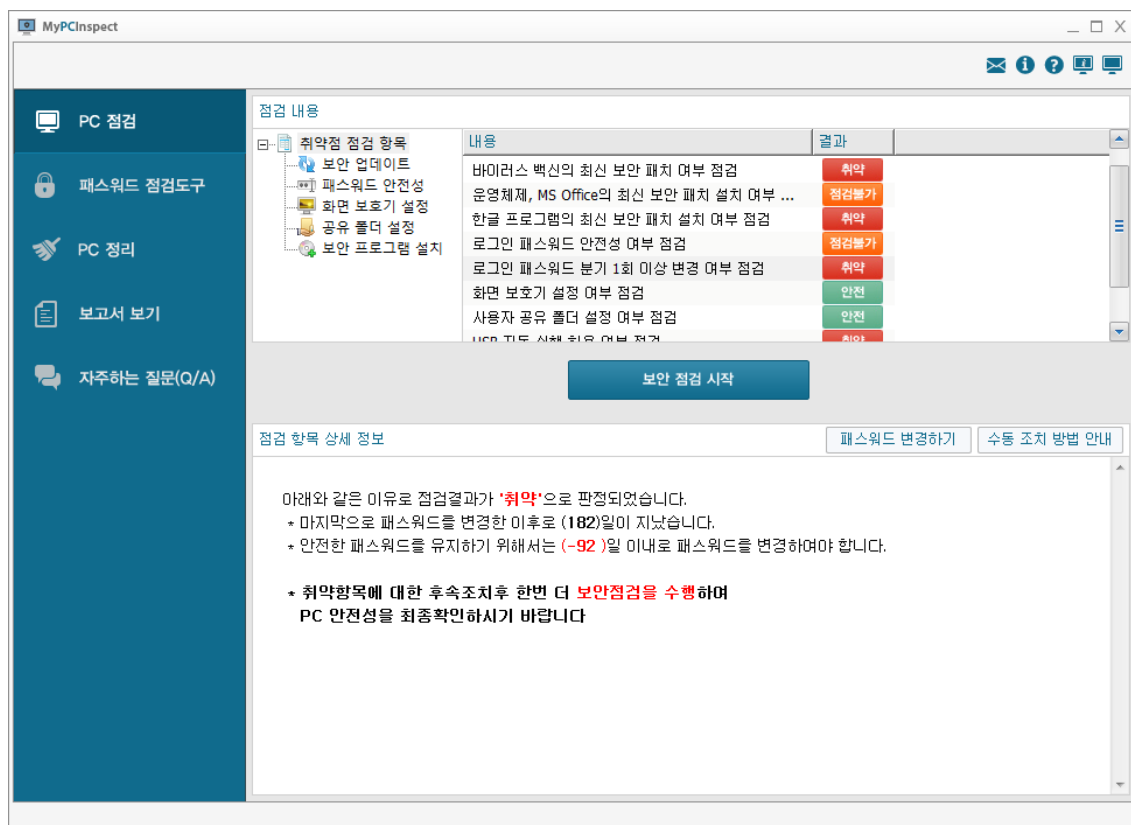 MyPCInspect
PC 점검
패스워드 점검도구
PC 정리
보고서 보기
자주하는 질문(Q/A)
점검 내용
취약점 점검 항목
보안 업데이트
패스워드 안전성
화면 보호기 설정
공유 폴더 설정
보안 프로그램 설치
내용 결과
바이러스 백신의 최신 보안 패치 여부 점검 취약
운영체제, MS Office의 최신 보안 패치 설치 여부 ... 점검불가
한글 프로그램의 최신 보안 패치 설치 여부 점검 취약
로그인 패스워드 안전성 여부 점검 점검불가
로그인 패스워드 분기 1회 이상 변경 여부 점검 취약
화면 보호기 설정 여부 점검 안전
사용자 공유 폴더 설정 여부 점검 안전
USB 자동 실행 허용 여부 점검 취약
보안 점검 시작
점검 항목 상세 정보
패스워드 변경하기 수동 조치 방법 안내
아래와 같은 이유로 점검결과가 '취약'으로 판정되었습니다.
* 마지막으로 패스워드를 변경한 이후로 (182)일이 지났습니다.
* 안전한 패스워드를 유지하기 위해서는 (-92 )일 이내로 패스워드를 변경하여야 합니다.
* 취약항목에 대한 후속조치후 한번 더 보안점검을 수행하여
PC 안전성을 최종확인하시기 바랍니다